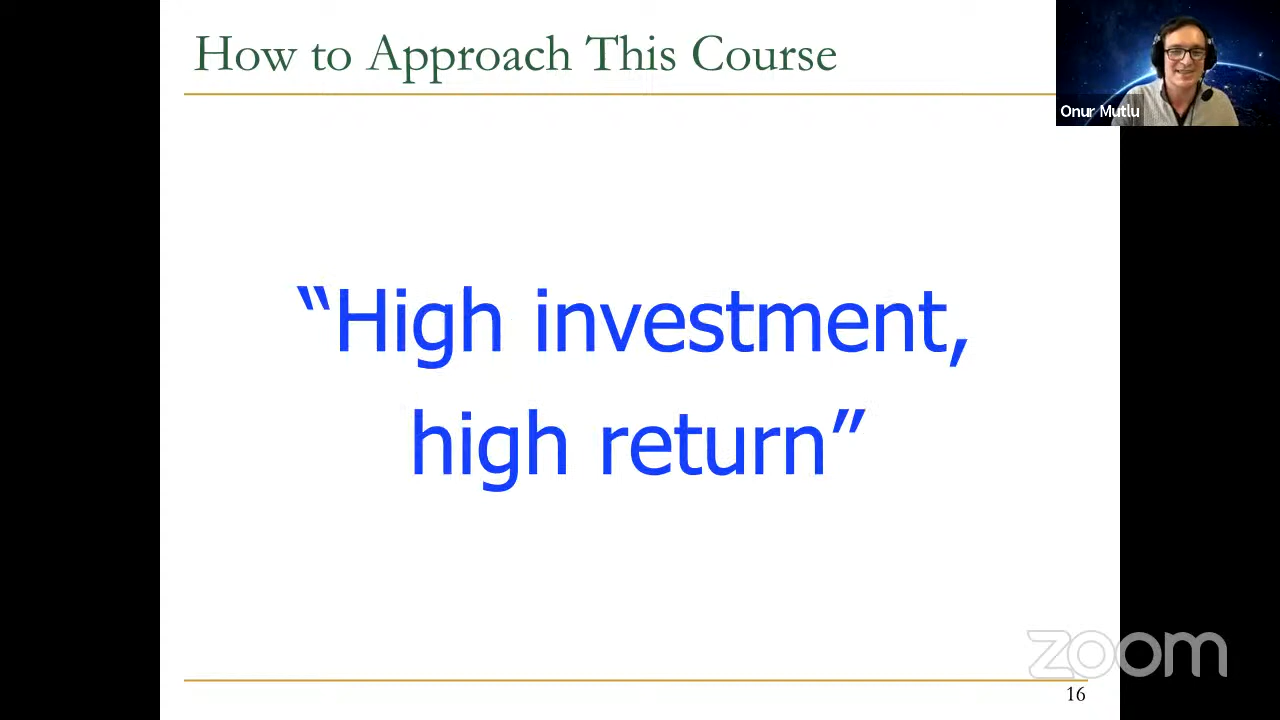 How to Approach This Course
Onur Mutlu
“High investment,
high return”
zoom
16